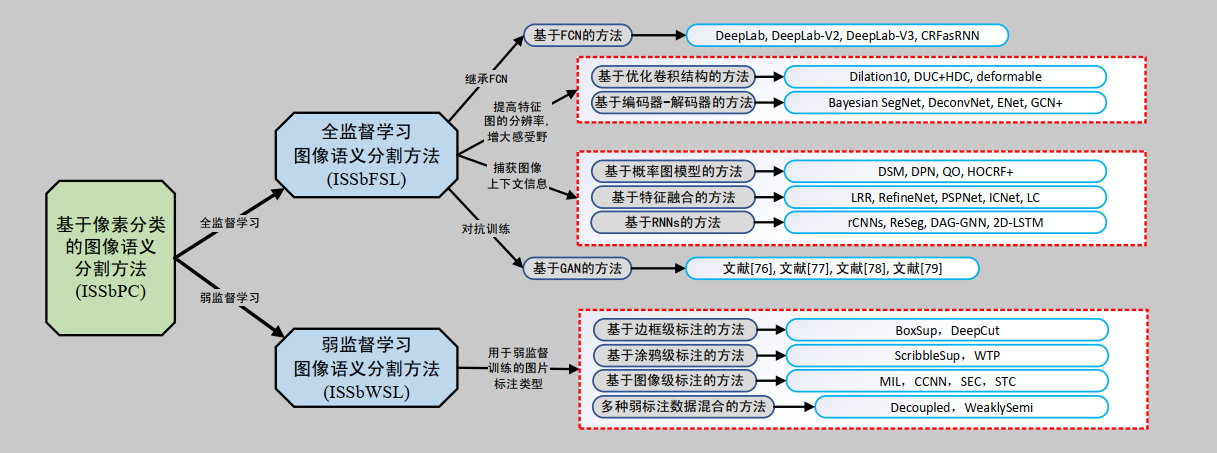 基于像素分类
的图像语义
分割方法
(ISSbPC)
全监督学习
弱监督学习
全监督学习
图像语义分割方法
(ISSbFSL)
继承FCN
基于FCN的方法
DeepLab, DeepLab-V2, DeepLab-V3, CRFasRNN
提高特征
图的分辨率,
增大感受野
基于优化卷积结构的方法
Dilation10, DUC+HDC, deformable
基于编码器-解码器的方法
Bayesian SegNet, DeconvNet, ENet, GCN+
捕获图像
上下文信息
基于概率图模型的方法
DSM, DPN, QO, HOCRF+
基于特征融合的方法
LRR, RefineNet, PSPNet, ICNet, LC
基于RNNs的方法
rCNNs, ReSeg, DAG-GNN, 2D-LSTM
对抗训练
基于GAN的方法
文献[76], 文献[77], 文献[78], 文献[79]
弱监督学习
图像语义分割方法
(ISSbWSL)
用于弱监督
训练的图片
标注类型
基于边框级标注的方法
BoxSup，DeepCut
基于涂鸦级标注的方法
ScribbleSup，WTP
基于图像级标注的方法
MIL，CCNN，SEC，STC
多种弱标注数据混合的方法
Decoupled，WeaklySemi